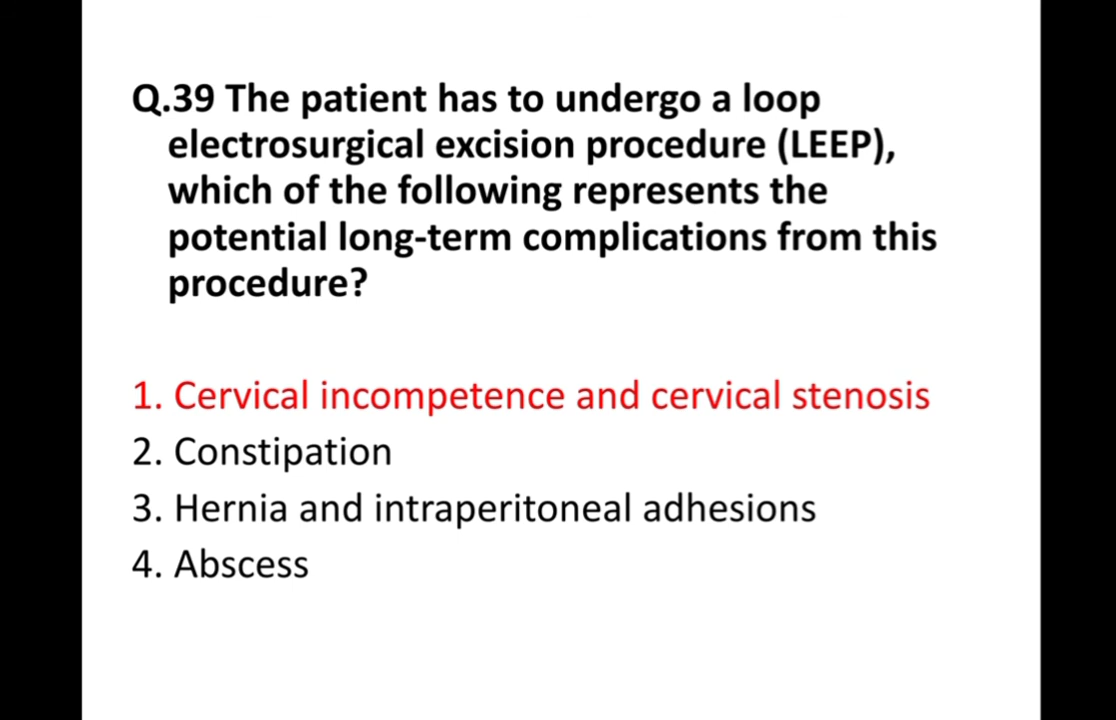 Q.39 The patient has to undergo a loop
electrosurgical excision procedure (LEEP),
which of the following represents the
potential long-term complications from this
procedure?
1. Cervical incompetence and cervical stenosis
2. Constipation
3. Hernia and intraperitoneal adhesions
4. Abscess